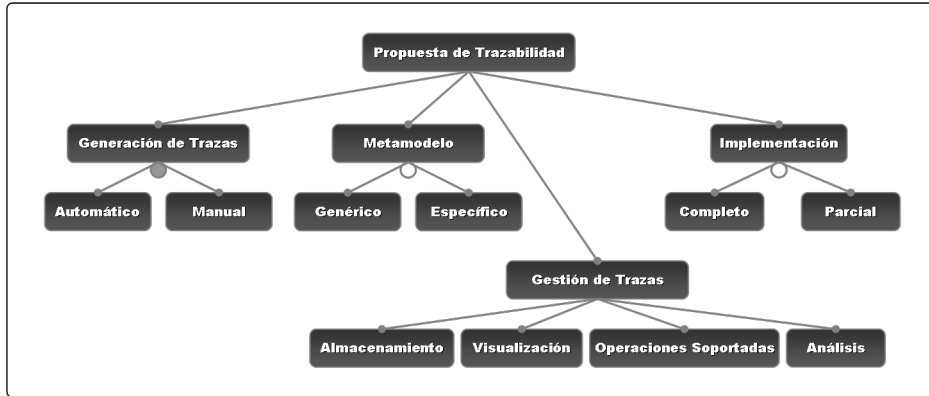 Propuesta de Trazabilidad
Generación de Trazas
Metamodelo
Implementación
Automático
Manual
Genérico
Específico
Completo
Parcial
Gestión de Trazas
Almacenamiento
Visualización
Operaciones Soportadas
Análisis